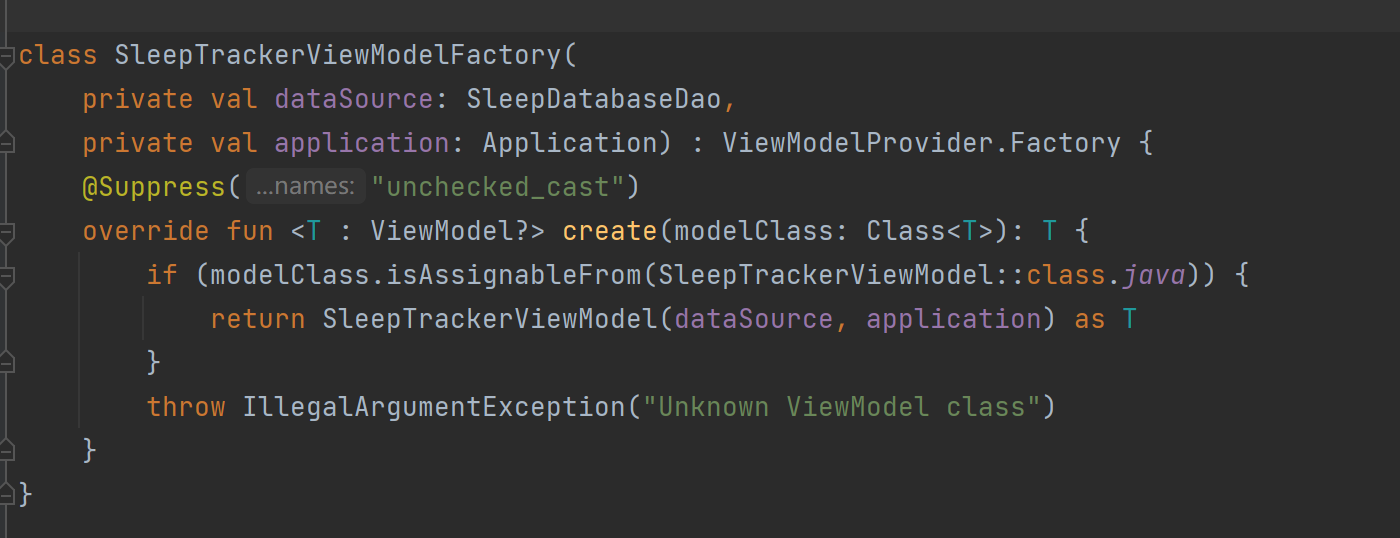 class SleepTrackerViewModelFactory(
    private val dataSource: SleepDatabaseDao,
    private val application: Application) : ViewModelProvider.Factory {
    @Suppress( ...names: "unchecked_cast")
    override fun <T : ViewModel?> create(modelClass: Class<T>): T {
        if (modelClass.isAssignableFrom(SleepTrackerViewModel::class.java)) {
            return SleepTrackerViewModel(dataSource, application) as T
        }
        throw IllegalArgumentException("Unknown ViewModel class")
    }
}